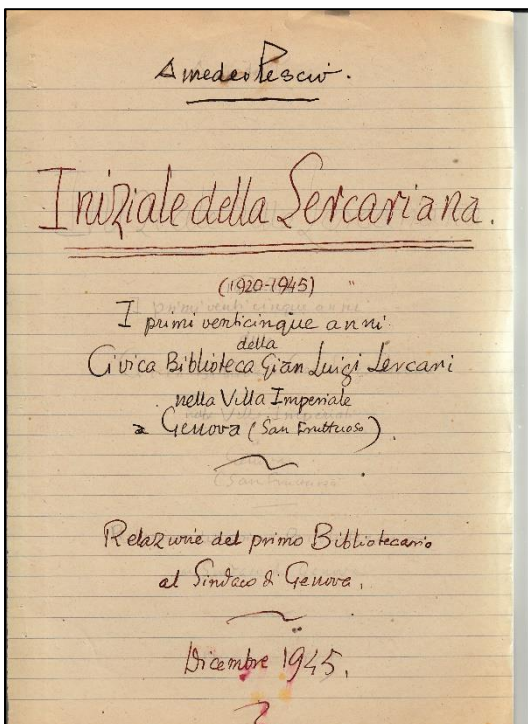 Amedeo Pescio.
Iniziale della Lercariana.
(1920-1945)
I primi venticinque anni
della
Civica Biblioteca Gian Luigi Lercari
nella Villa Imperiale
a Genova (San Fruttuoso).
Relazione del primo Bibliotecario
al Sindaco di Genova.
Dicembre 1945.